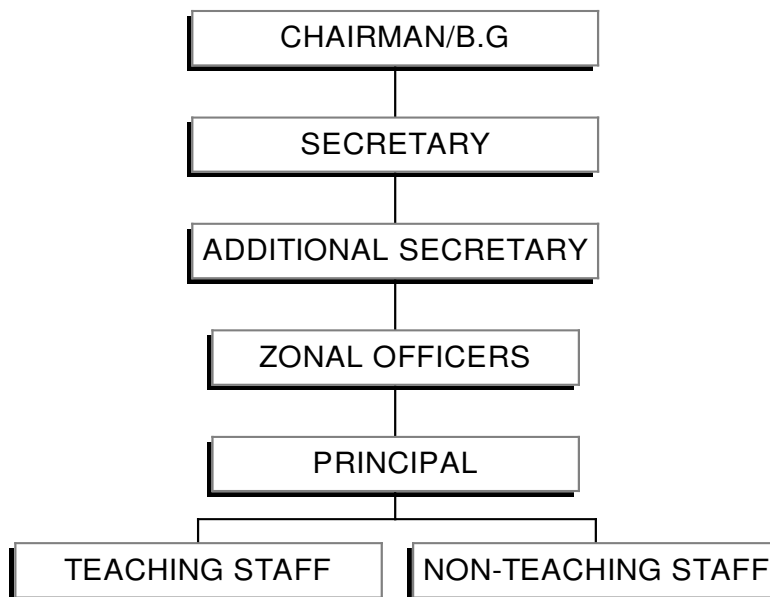 CHAIRMAN/B.G
SECRETARY
ADDITIONAL SECRETARY
ZONAL OFFICERS
PRINCIPAL
TEACHING STAFF
NON-TEACHING STAFF